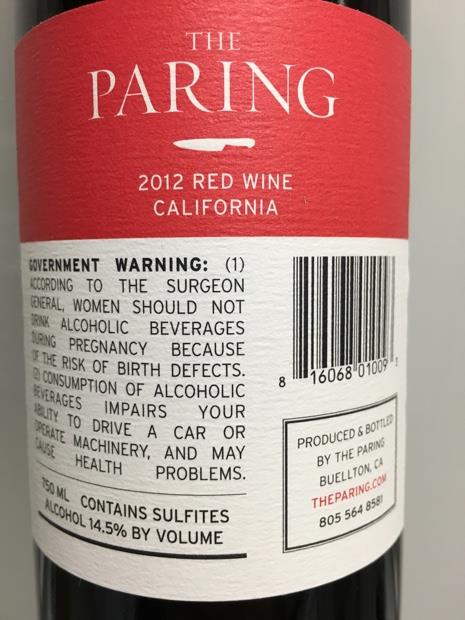 THE
PARING
2012 RED WINE
CALIFORNIA
GOVERNMENT WARNING: (1)
ACCORDING TO THE SURGEON
GENERAL, WOMEN SHOULD NOT
DRINK ALCOHOLIC BEVERAGES
DURING PREGNANCY BECAUSE
OF THE RISK OF BIRTH DEFECTS.
(2) CONSUMPTION OF ALCOHOLIC
BEVERAGES IMPAIRS YOUR
ABILITY TO DRIVE A CAR OR
OPERATE MACHINERY, AND MAY
CAUSE HEALTH PROBLEMS.
750 ML CONTAINS SULFITES
ALCOHOL 14.5% BY VOLUME
8 16068 01009 3
PRODUCED & BOTTLED
BY THE PARING
BUELLTON, CA
THEPARING.COM
805 564 8581